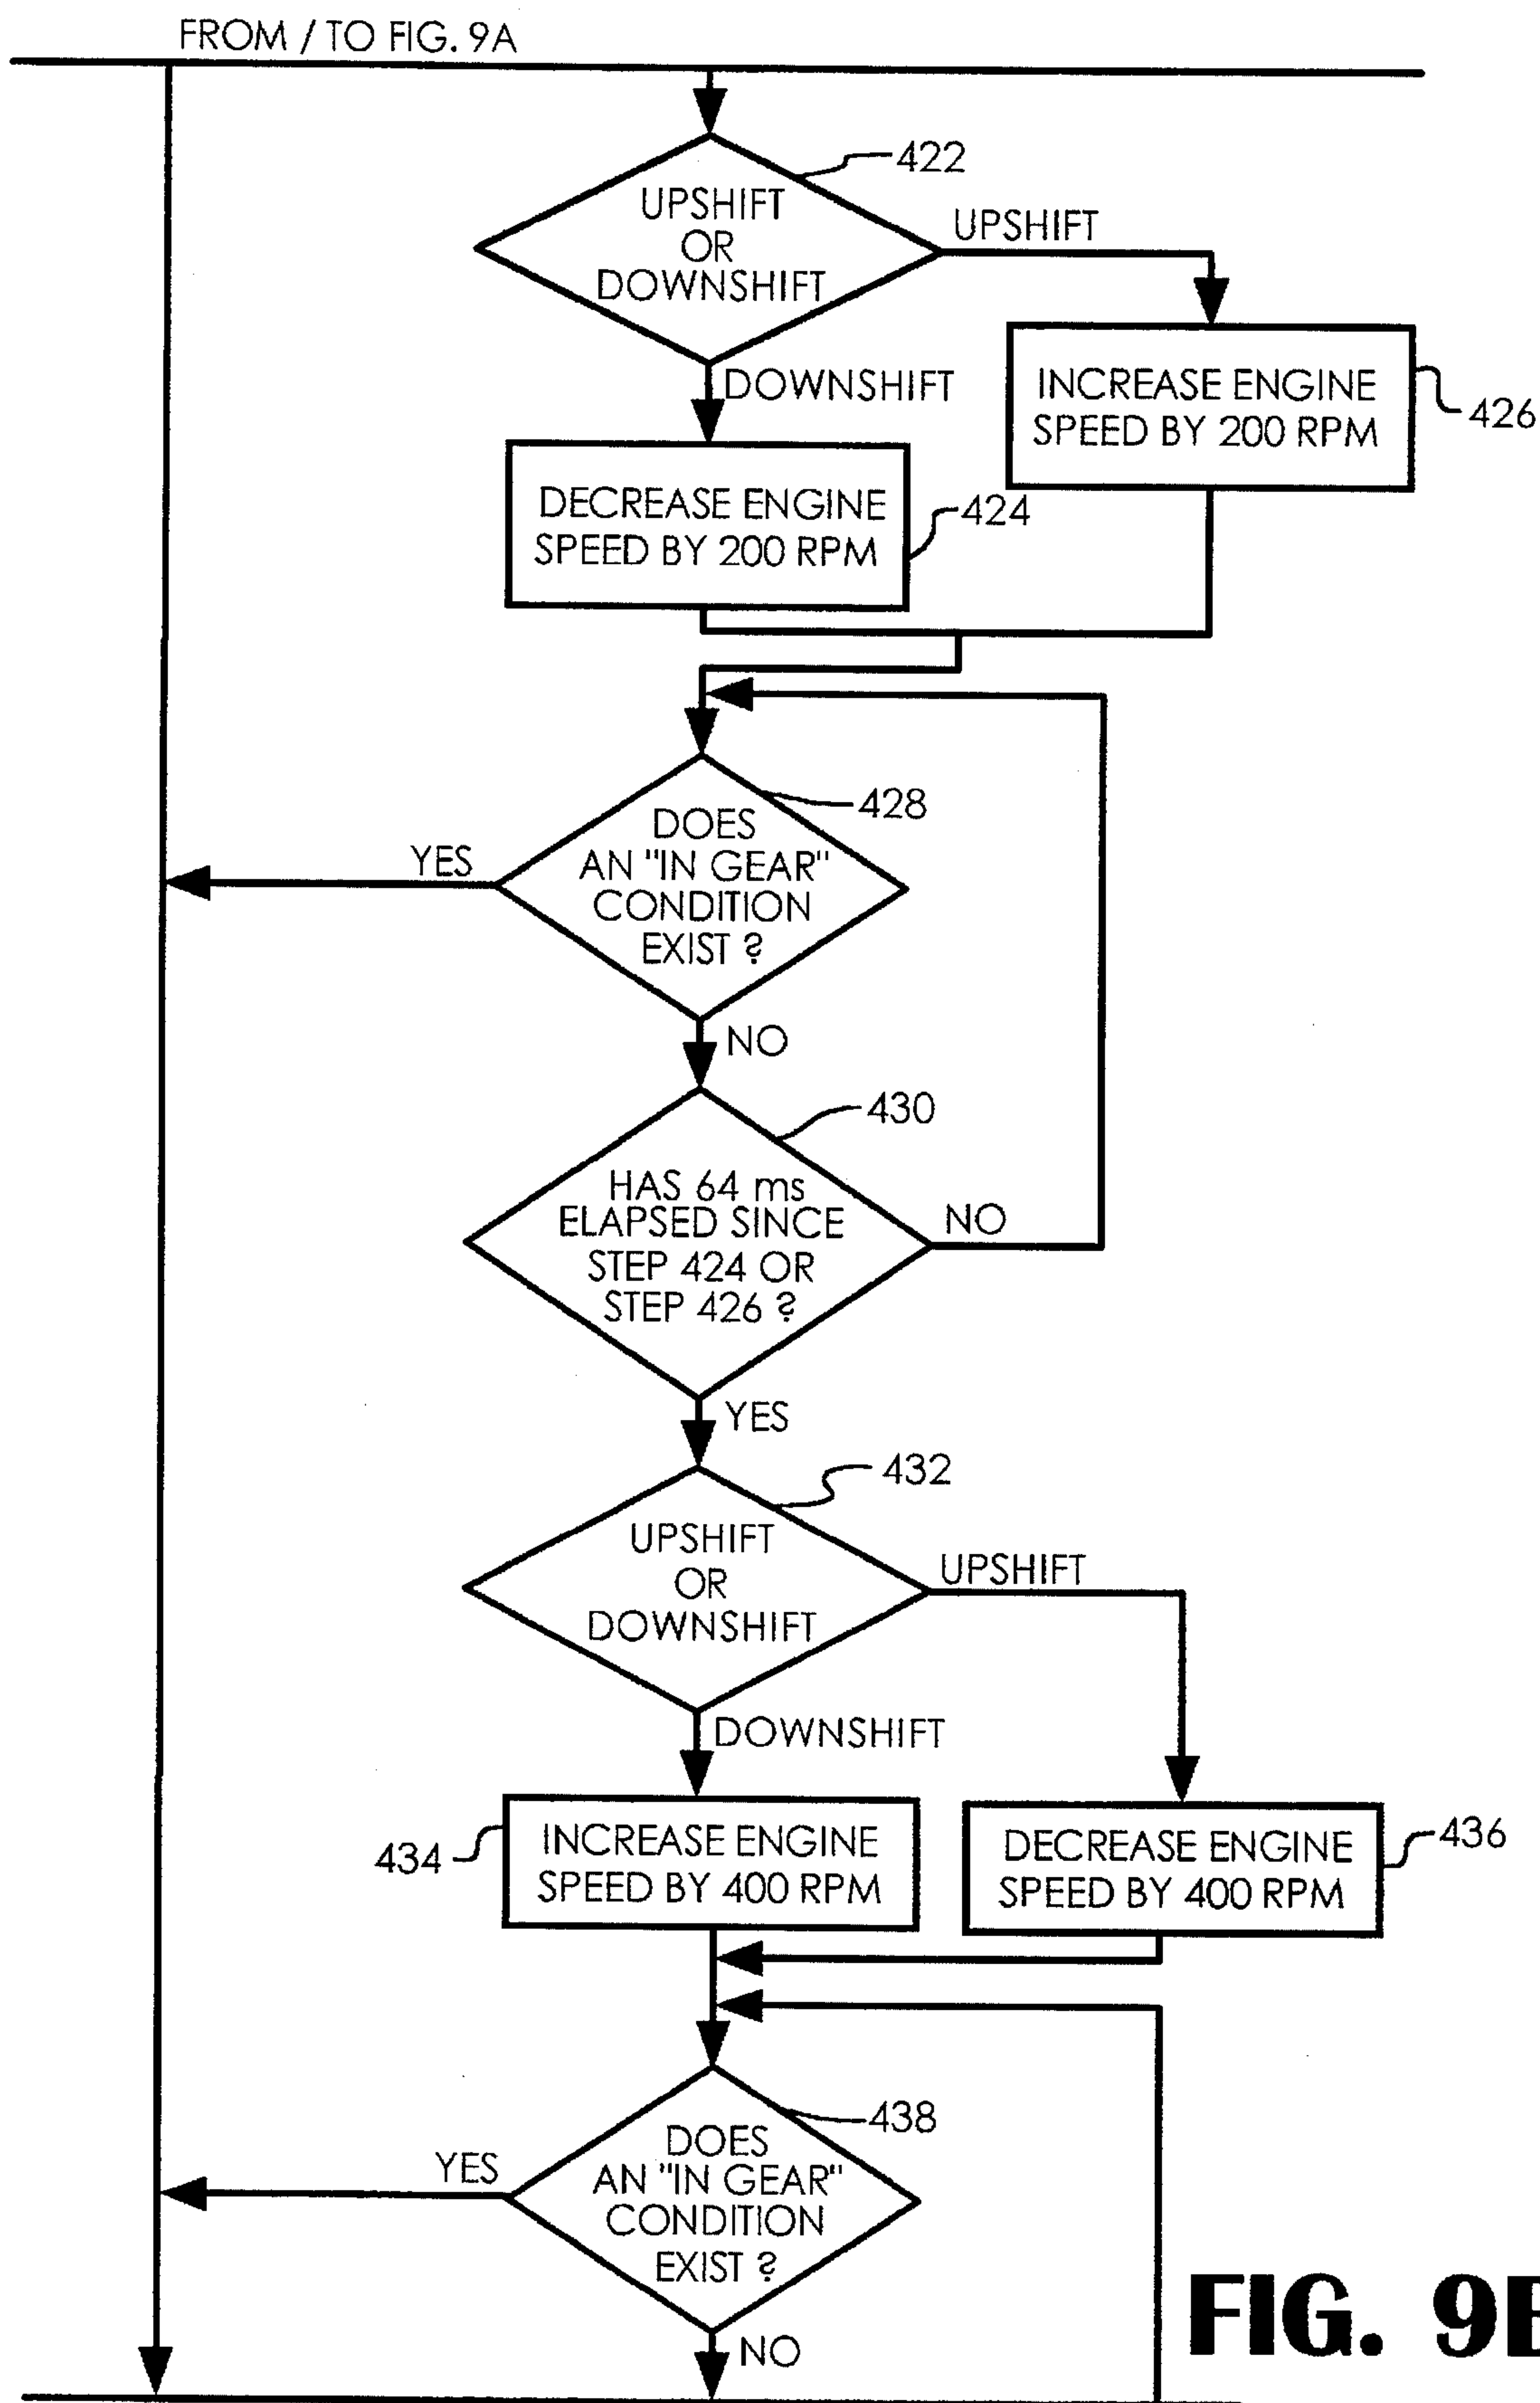 FROM / TO FIG. 9A
422
UPSHIFT
OR
DOWNSHIFT
UPSHIFT
DOWNSHIFT
INCREASE ENGINE
SPEED BY 200 RPM
426
DECREASE ENGINE
SPEED BY 200 RPM
424
428
DOES
AN "IN GEAR"
CONDITION
EXIST ?
YES
NO
430
HAS 64 ms
ELAPSED SINCE
STEP 424 OR
STEP 426 ?
NO
YES
432
UPSHIFT
OR
DOWNSHIFT
UPSHIFT
DOWNSHIFT
434
INCREASE ENGINE
SPEED BY 400 RPM
DECREASE ENGINE
SPEED BY 400 RPM
436
438
DOES
AN "IN GEAR"
CONDITION
EXIST ?
YES
NO
FIG. 9B